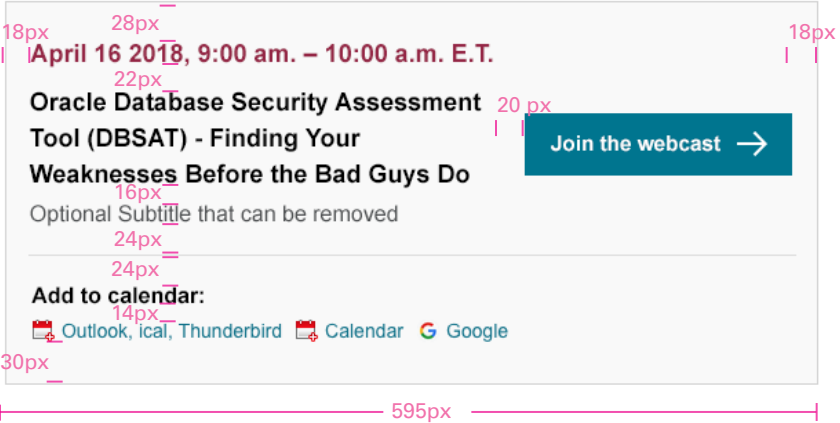 28px
18px
18px
April 16 2018, 9:00 am. – 10:00 a.m. E.T.
22px
Oracle Database Security Assessment
20 px
Tool (DBSAT) - Finding Your
Join the webcast
Weaknesses Before the Bad Guys Do
16px
Optional Subtitle that can be removed
24px
24px
Add to calendar:
14px
Outlook, ical, Thunderbird Calendar Google
30px
595px